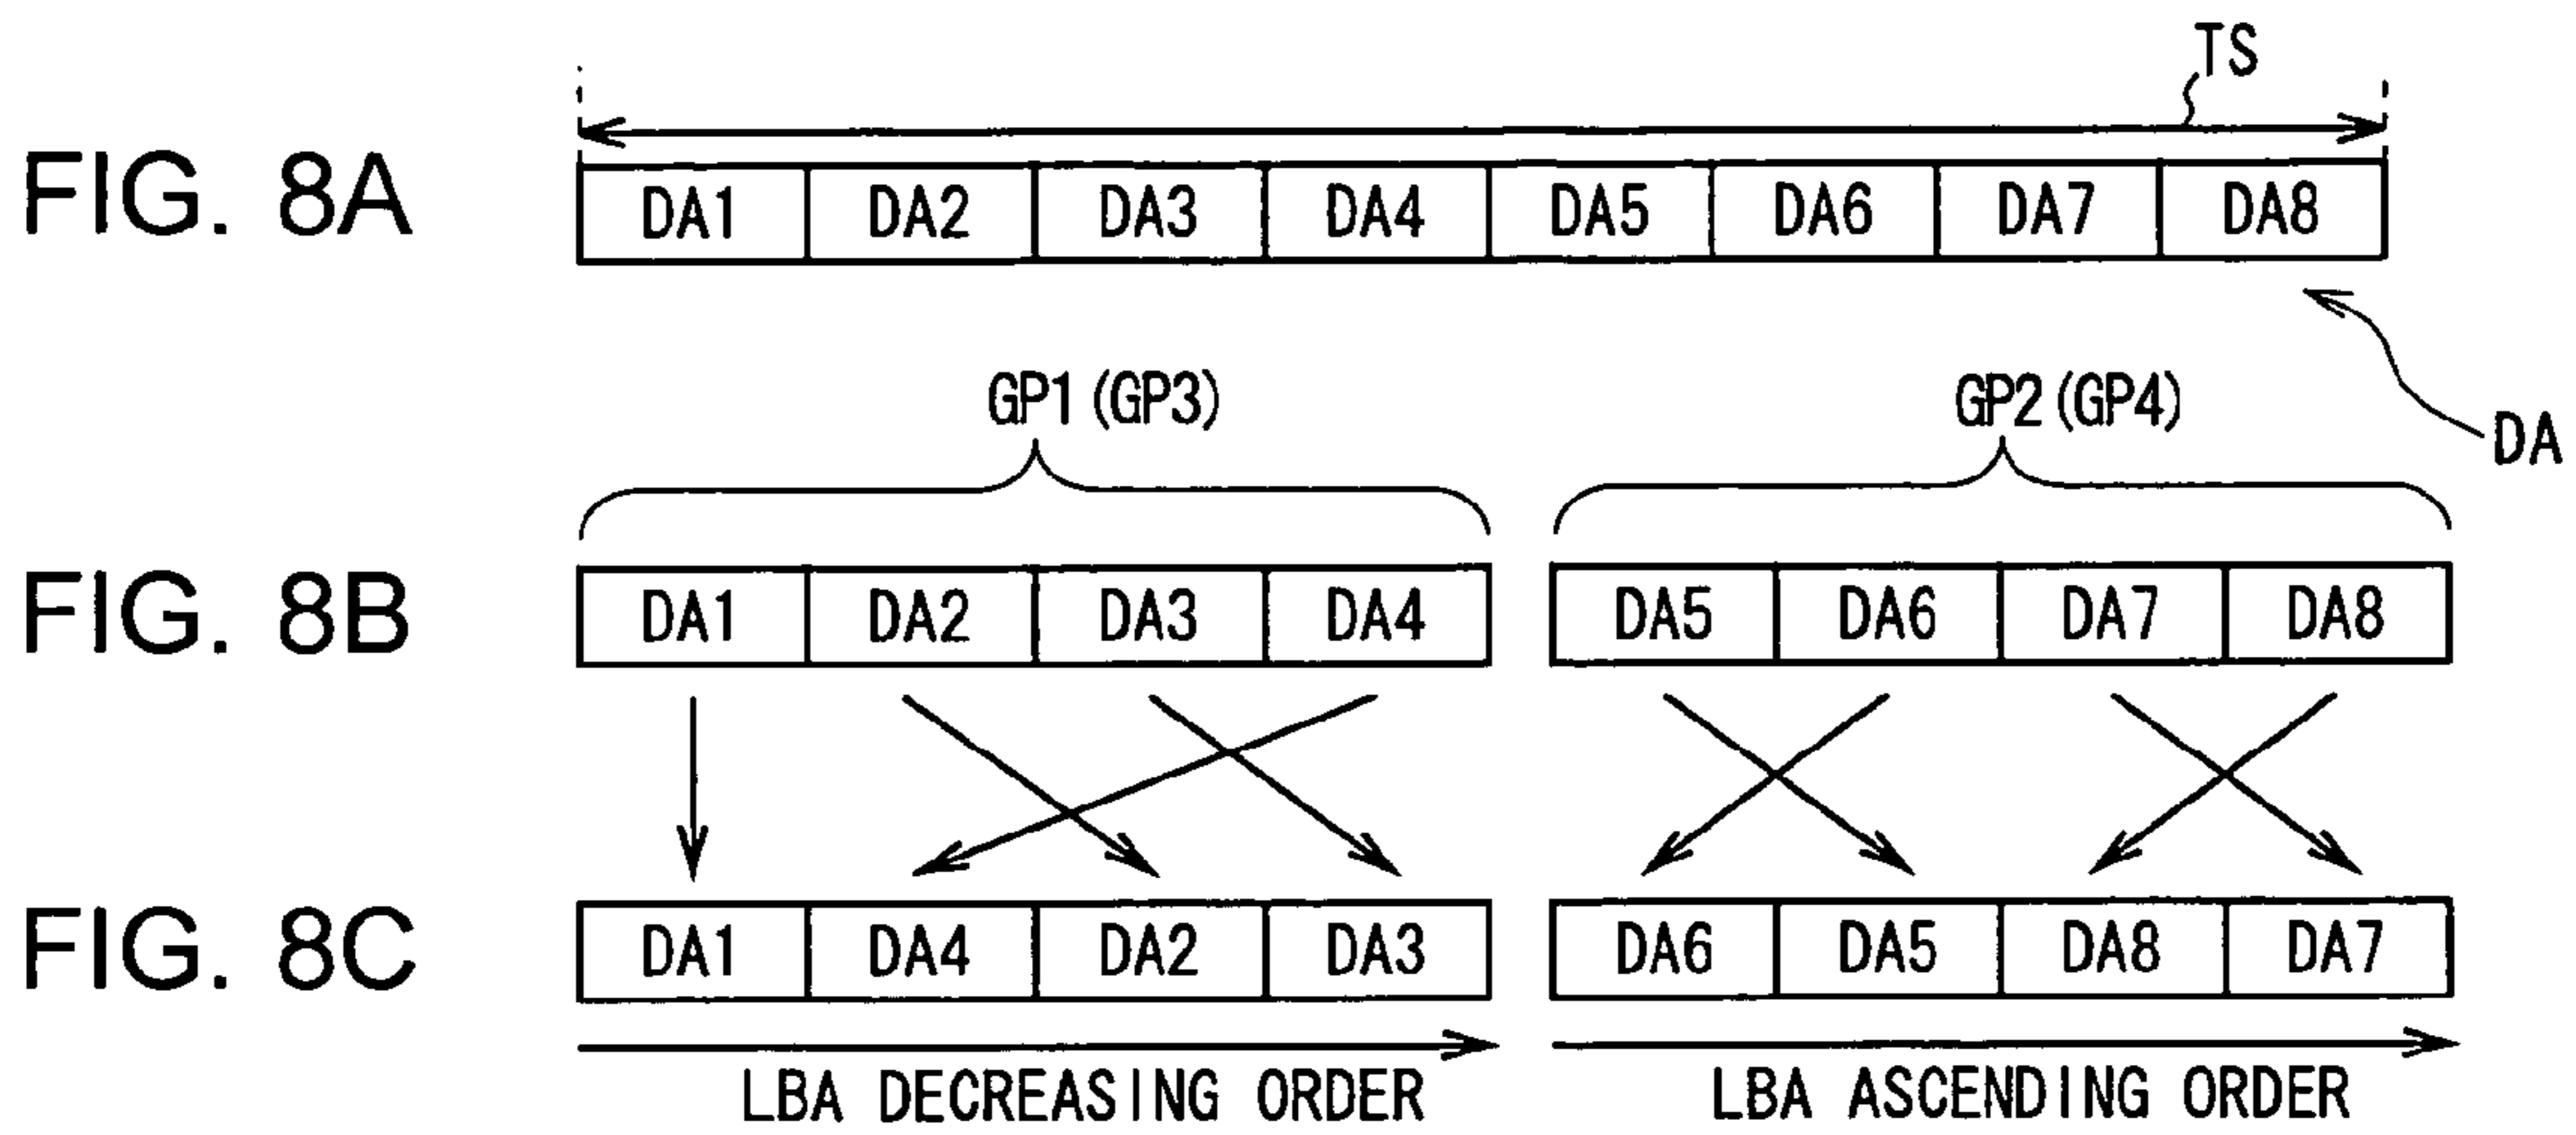 TS
FIG. 8A
DA1 DA2 DA3 DA4 DA5 DA6 DA7 DA8
DA
GP1(GP3) GP2(GP4)
FIG. 8B
DA1 DA2 DA3 DA4 DA5 DA6 DA7 DA8
FIG. 8C
DA1 DA4 DA2 DA3 DA6 DA5 DA8 DA7
LBA DECREASING ORDER LBA ASCENDING ORDER